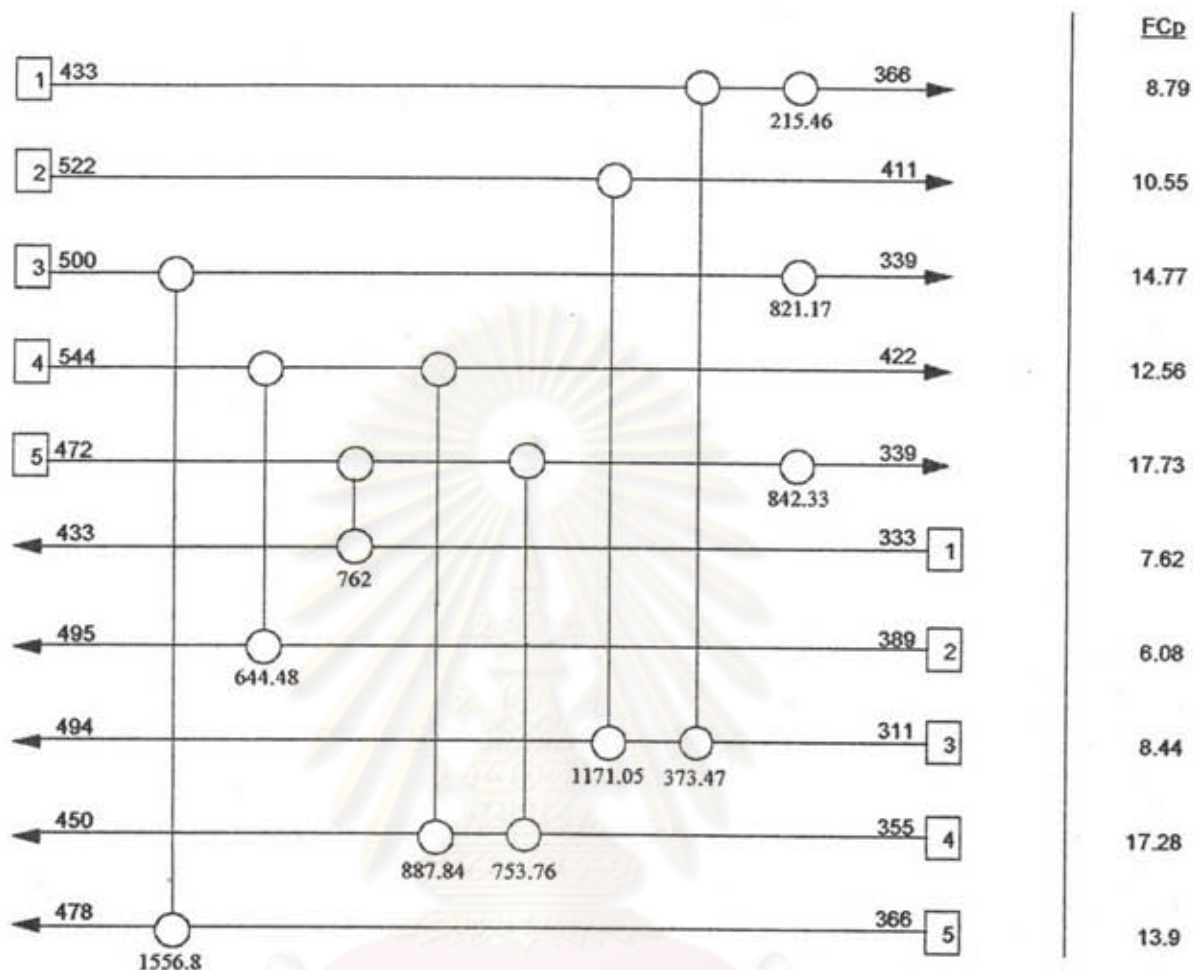 FCp
1 433 366 8.79
215.46
2 522 411 10.55
3 500 339 14.77
821.17
4 544 422 12.56
5 472 339 17.73
842.33
433 333 1 7.62
762
495 389 2 6.08
644.48
494 311 3 8.44
1171.05 373.47
450 355 4 17.28
887.84 753.76
478 366 5 13.9
1556.8